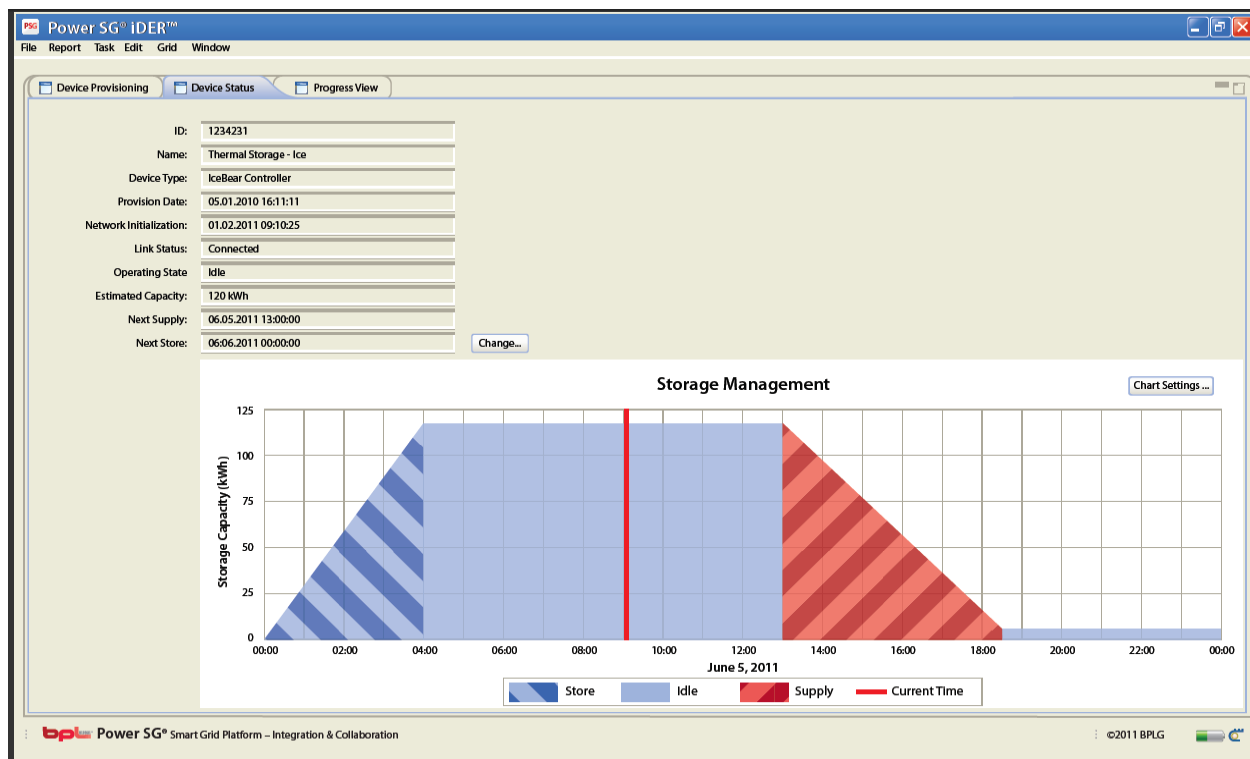 PSG Power SG® iDER™
File Report Task Edit Grid Window
Device Provisioning Device Status Progress View
ID: 1234231
Name: Thermal Storage - Ice
Device Type: IceBear Controller
Provision Date: 05.01.2010 16:11:11
Network Initialization: 01.02.2011 09:10:25
Link Status: Connected
Operating State Idle
Estimated Capacity: 120 kWh
Next Supply: 06.05.2011 13:00:00
Next Store: 06:06.2011 00:00:00 Change...
Storage Management
Chart Settings ...
Storage Capacity (kWh)
125
100
75
50
25
0
00:00 02:00 04:00 06:00 08:00 10:00 12:00 14:00 16:00 18:00 20:00 22:00 00:00
June 5, 2011
Store Idle Supply Current Time
bpl Power SG® Smart Grid Platform – Integration & Collaboration
©2011 BPLG